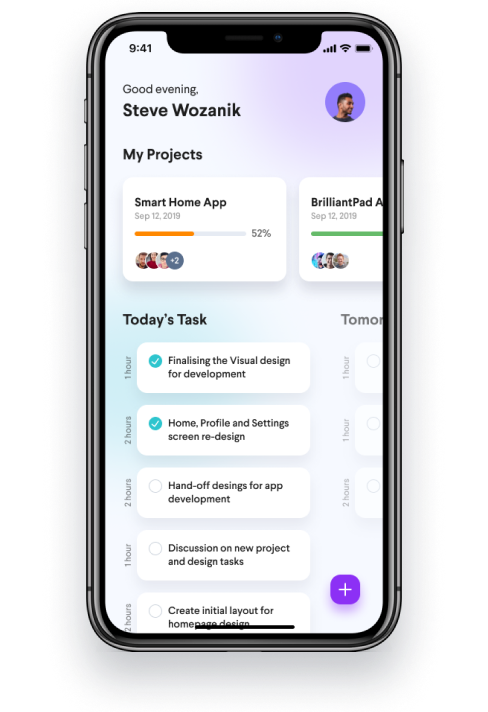 9:41
Good evening,
Steve Wozanik
My Projects
Smart Home App
Sep 12, 2019
52%
+2
BrilliantPad A
Sep 12, 2019
Today's Task
Tomor
1 hour
Finalising the Visual design
for development
1 hour
2 hours
Home, Profile and Settings
screen re-design
1 hour
2 hours
Hand-off desings for app
development
2 hours
1 hour
Discussion on new project
and design tasks
2 hours
Create initial layout for
homepage design